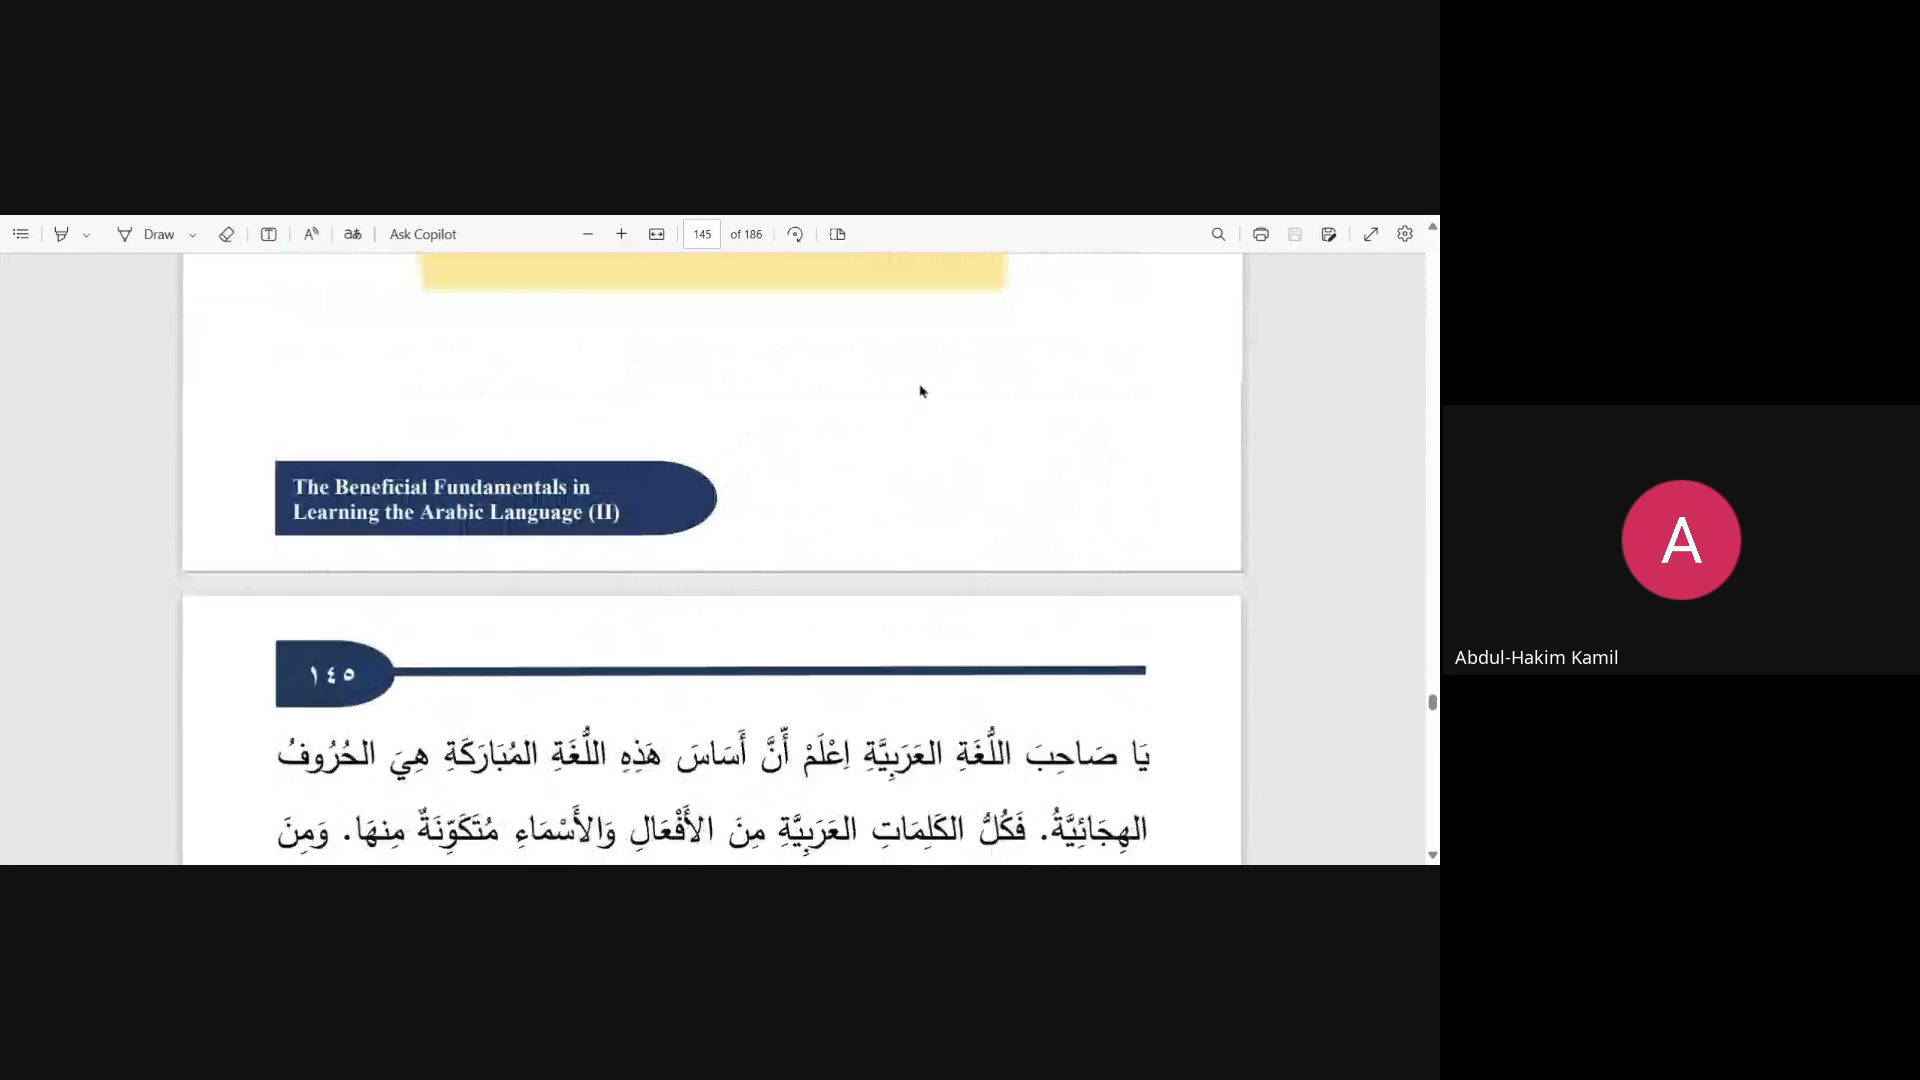 Draw
Ask Copilot
145 of 186
The Beneficial Fundamentals in
Learning the Arabic Language (II)
١٤٥
يَا صَاحِبَ اللُّغَةِ العَرَبِيَّةِ اِعْلَمْ أَنَّ أَسَاسَ هَذِهِ اللُّغَةِ المُبَارَكَةِ هِيَ الحُرُوفُ
الهِجَائِيَّةُ. فَكُلُّ الكَلِمَاتِ العَرَبِيَّةِ مِنَ الأَفْعَالِ وَالأَسْمَاءِ مُتَكَوِّنَةٌ مِنهَا. وَمِنَ
A
Abdul-Hakim Kamil